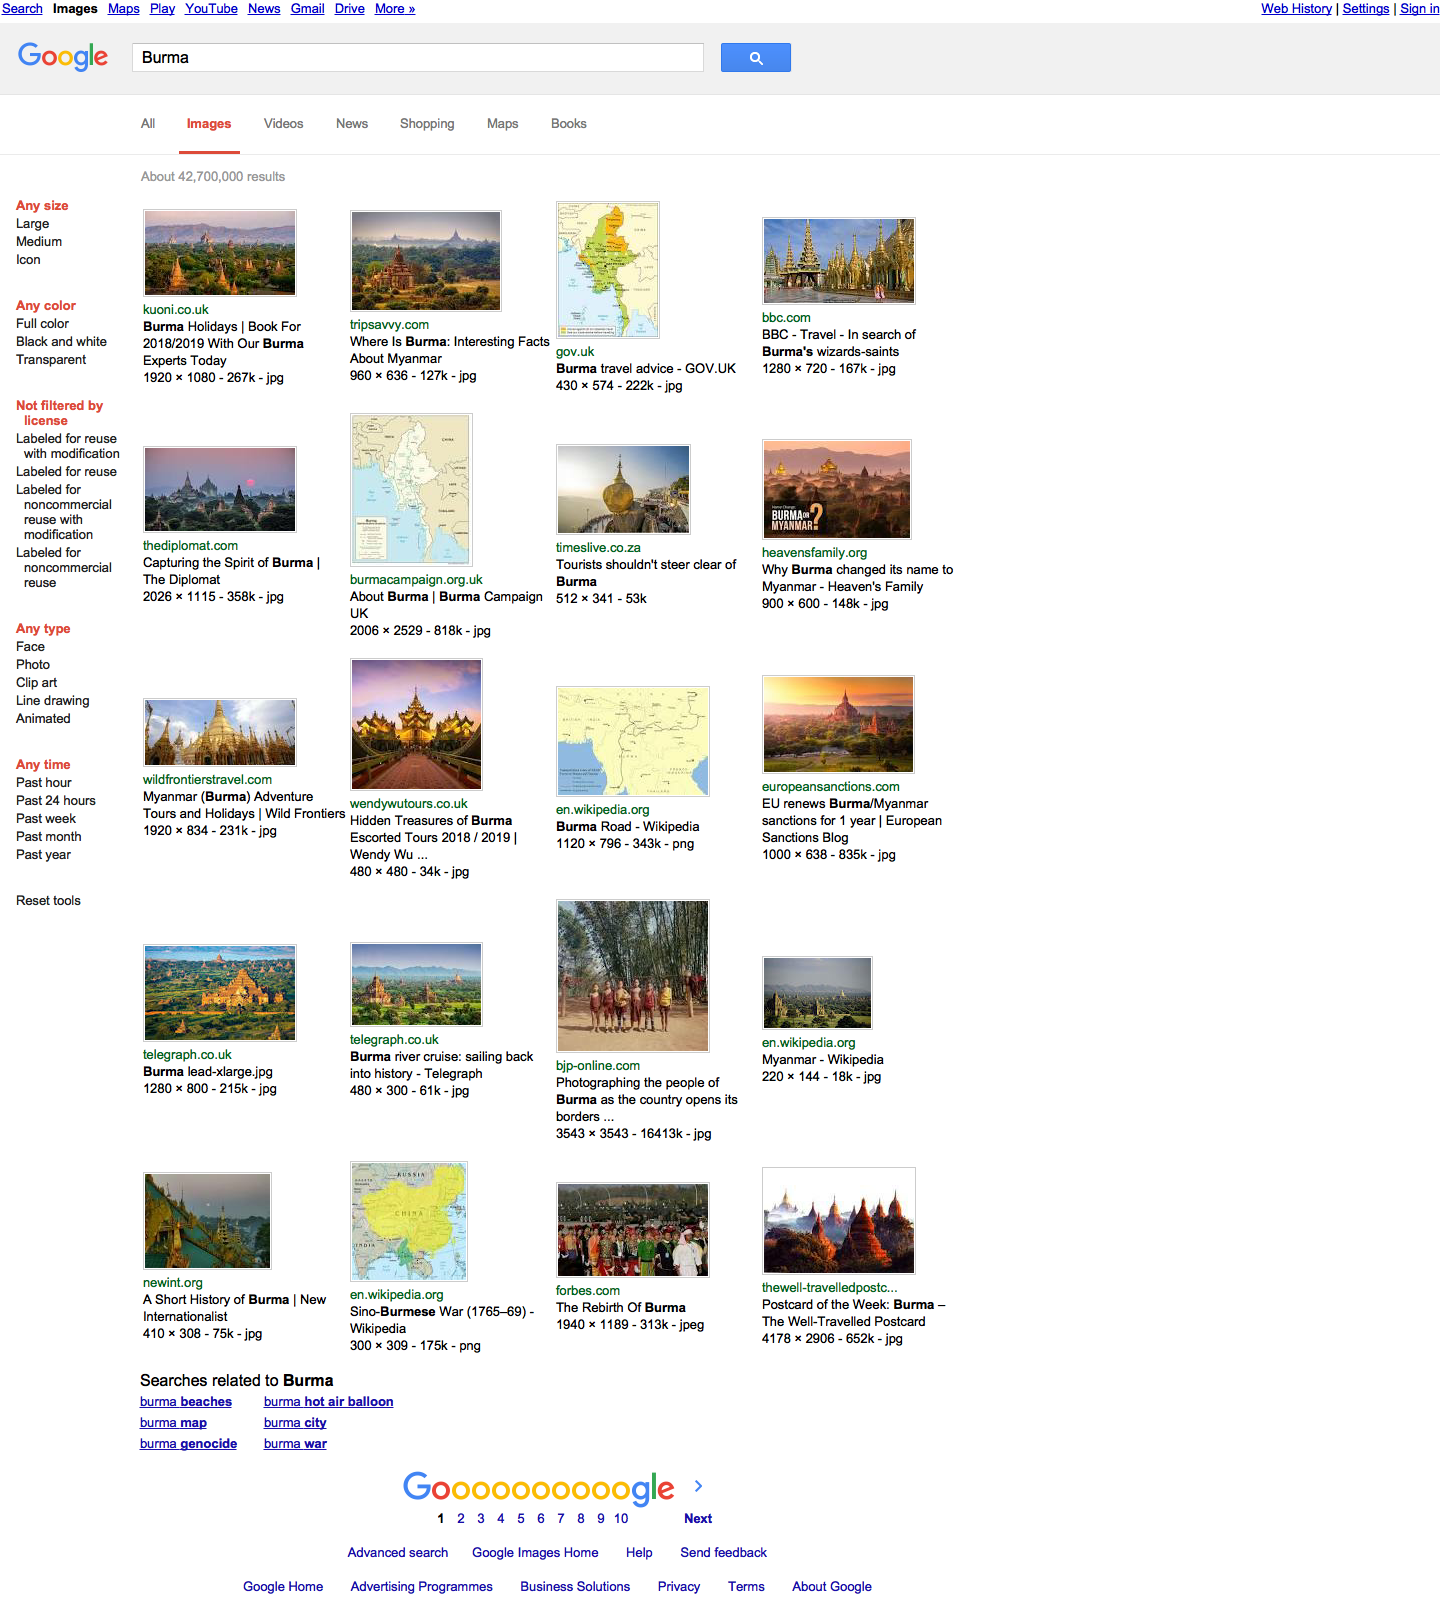 Search Images Maps Play YouTube News Gmail Drive More »
Web History | Settings | Sign in
Google
Burma
All Images Videos News Shopping Maps Books
About 42,700,000 results
Any size
Large
Medium
Icon
Any color
Full color
Black and white
Transparent
Not filtered by
license
Labeled for reuse
with modification
Labeled for reuse
Labeled for
noncommercial
reuse with
modification
Labeled for
noncommercial
reuse
Any type
Face
Photo
Clip art
Line drawing
Animated
Any time
Past hour
Past 24 hours
Past week
Past month
Past year
Reset tools
kuoni.co.uk
Burma Holidays | Book For
2018/2019 With Our Burma
Experts Today
1920 × 1080 - 267k - jpg
tripsavvy.com
Where Is Burma: Interesting Facts
About Myanmar
960 × 636 - 127k - jpg
gov.uk
Burma travel advice - GOV.UK
430 × 574 - 222k - jpg
bbc.com
BBC - Travel - In search of
Burma's wizards-saints
1280 × 720 - 167k - jpg
thediplomat.com
Capturing the Spirit of Burma |
The Diplomat
2026 × 1115 - 358k - jpg
burmacampaign.org.uk
About Burma | Burma Campaign
UK
2006 × 2529 - 818k - jpg
timeslive.co.za
Tourists shouldn't steer clear of
Burma
512 × 341 - 53k
BURMA OR
MYANMAR?
heavensfamily.org
Why Burma changed its name to
Myanmar - Heaven's Family
900 × 600 - 148k - jpg
wildfrontierstravel.com
Myanmar (Burma) Adventure
Tours and Holidays | Wild Frontiers
1920 × 834 - 231k - jpg
wendywutours.co.uk
Hidden Treasures of Burma
Escorted Tours 2018 / 2019 |
Wendy Wu ...
480 × 480 - 34k - jpg
en.wikipedia.org
Burma Road - Wikipedia
1120 × 796 - 343k - png
europeansanctions.com
EU renews Burma/Myanmar
sanctions for 1 year | European
Sanctions Blog
1000 × 638 - 835k - jpg
telegraph.co.uk
Burma lead-xlarge.jpg
1280 × 800 - 215k - jpg
telegraph.co.uk
Burma river cruise: sailing back
into history - Telegraph
480 × 300 - 61k - jpg
bjp-online.com
Photographing the people of
Burma as the country opens its
borders ...
3543 × 3543 - 16413k - jpg
en.wikipedia.org
Myanmar - Wikipedia
220 × 144 - 18k - jpg
newint.org
A Short History of Burma | New
Internationalist
410 × 308 - 75k - jpg
RUSSIA
CHINA
INDIA
en.wikipedia.org
Sino-Burmese War (1765–69) -
Wikipedia
300 × 309 - 175k - png
forbes.com
The Rebirth Of Burma
1940 × 1189 - 313k - jpeg
thewell-travelledpostc...
Postcard of the Week: Burma –
The Well-Travelled Postcard
4178 × 2906 - 652k - jpg
Searches related to Burma
burma beaches burma hot air balloon
burma map burma city
burma genocide burma war
Goooooooooogle >
1 2 3 4 5 6 7 8 9 10 Next
Advanced search Google Images Home Help Send feedback
Google Home Advertising Programmes Business Solutions Privacy Terms About Google